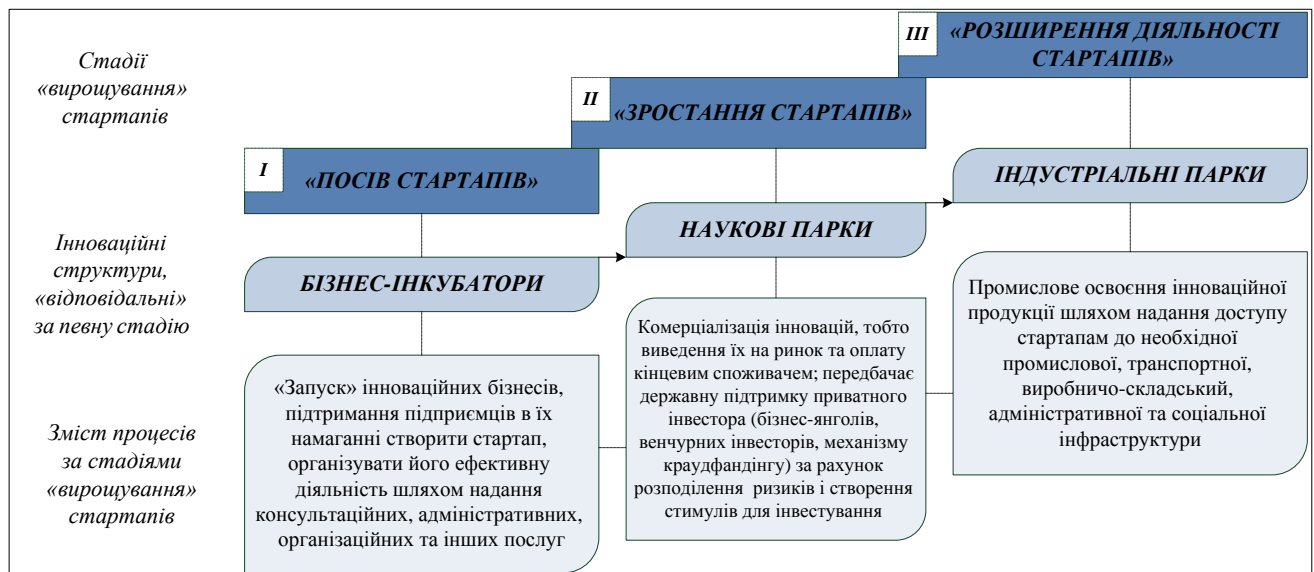 Стадії
«вирощування»
стартапів
I
«ПОСІВ СТАРТАПІВ»
II
«ЗРОСТАННЯ СТАРТАПІВ»
III
«РОЗШИРЕННЯ ДІЯЛЬНОСТІ
СТАРТАПІВ»
Інноваційні
структури,
«відповідальні»
за певну стадію
БІЗНЕС-ІНКУБАТОРИ
НАУКОВІ ПАРКИ
ІНДУСТРІАЛЬНІ ПАРКИ
Зміст процесів
за стадіями
«вирощування»
стартапів
«Запуск» інноваційних бізнесів,
підтримання підприємців в їх
намаганні створити стартап,
організувати його ефективну
діяльність шляхом надання
консультаційних, адміністративних,
організаційних та інших послуг
Комерціалізація інновацій, тобто
виведення їх на ринок та оплату
кінцевим споживачем; передбачає
державну підтримку приватного
інвестора (бізнес-янголів,
венчурних інвесторів, механізму
краудфандінгу) за рахунок
розподілення ризиків і створення
стимулів для інвестування
Промислове освоєння інноваційної
продукції шляхом надання доступу
стартапам до необхідної
промислової, транспортної,
виробничо-складський,
адміністративної та соціальної
інфраструктури